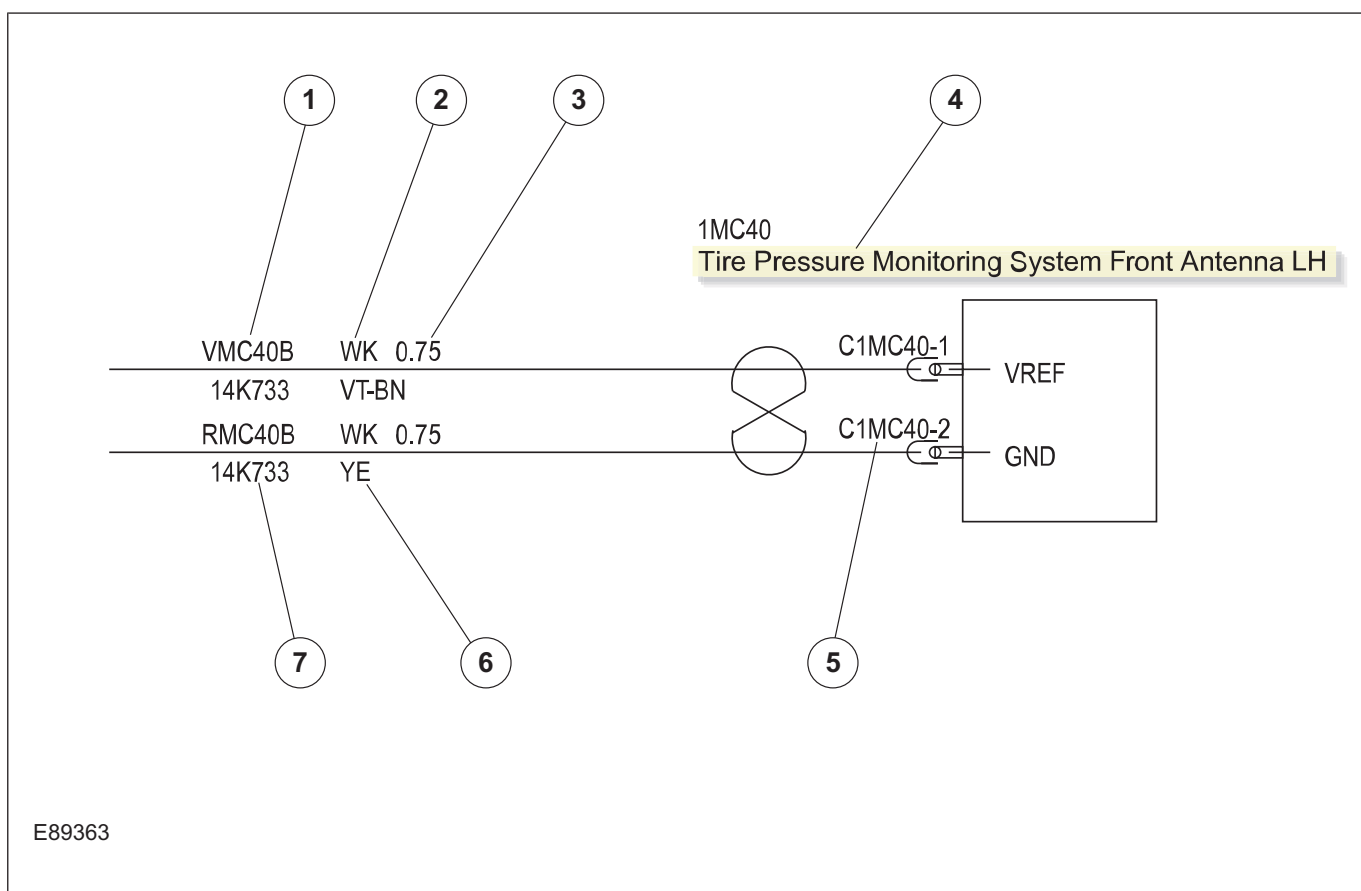 1 2 3 4
1MC40
Tire Pressure Monitoring System Front Antenna LH
VMC40B WK 0.75 C1MC40-1
VREF
14K733 VT-BN
RMC40B WK 0.75 C1MC40-2
GND
14K733 YE
7 6 5
E89363